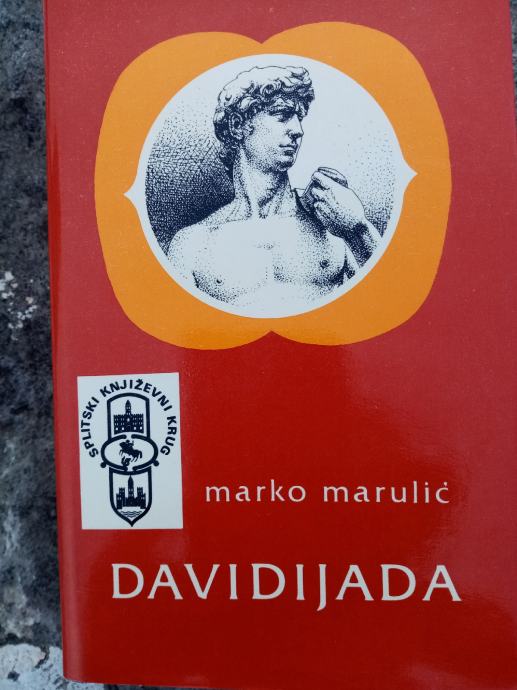 SPLITSKI KNJIŽEVNI KRUG
marko marulić
DAVIDIJADA